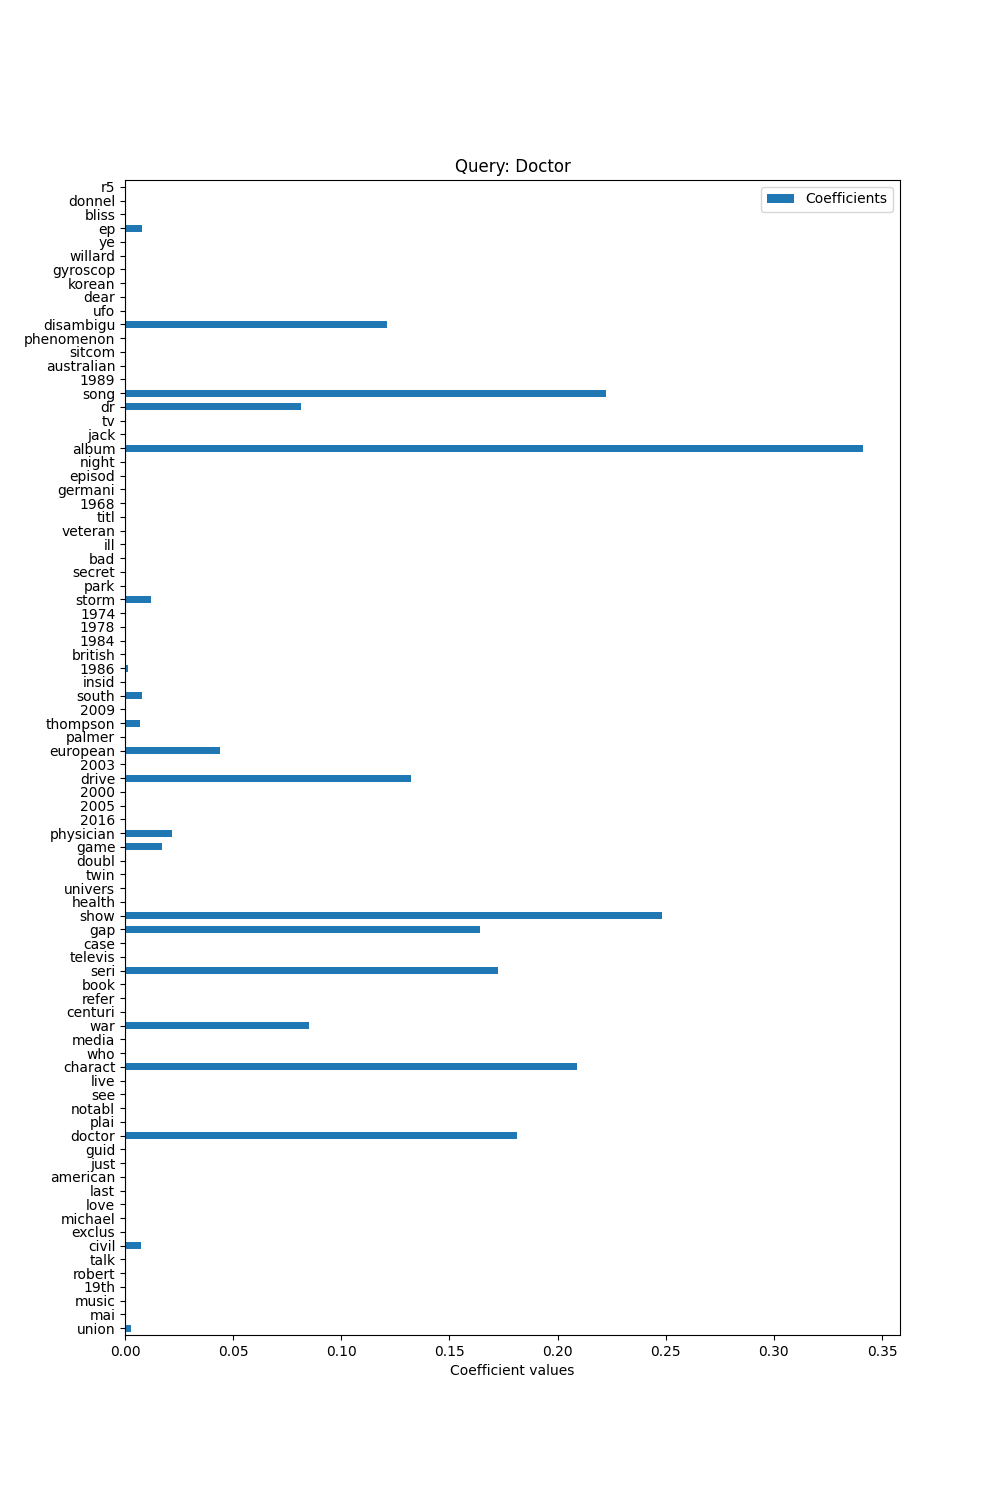 Query: Doctor
Coefficients
r5
donnel
bliss
ep
ye
willard
gyroscop
korean
dear
ufo
disambigu
phenomenon
sitcom
australian
1989
song
dr
tv
jack
album
night
episod
germani
1968
titl
veteran
ill
bad
secret
park
storm
1974
1978
1984
british
1986
insid
south
2009
thompson
palmer
european
2003
drive
2000
2005
2016
physician
game
doubl
twin
univers
health
show
gap
case
televis
seri
book
refer
centuri
war
media
who
charact
live
see
notabl
plai
doctor
guid
just
american
last
love
michael
exclus
civil
talk
robert
19th
music
mai
union
0.00 0.05 0.10 0.15 0.20 0.25 0.30 0.35
Coefficient values